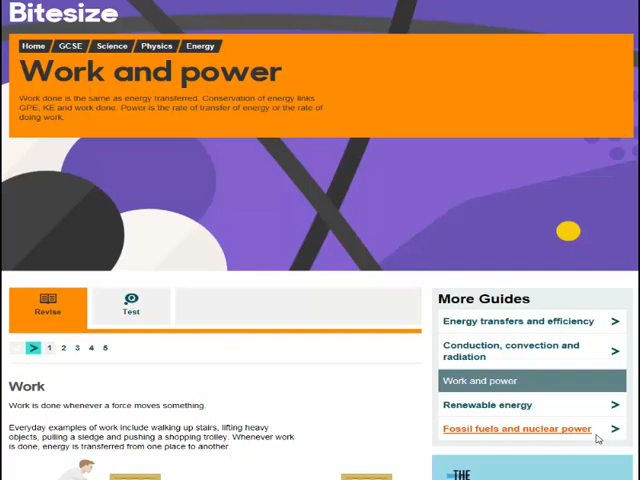 Bitesize
Home GCSE Science Physics Energy
Work and power
Work done is the same as energy transferred. Conservation of energy links
GPE, KE and work done. Power is the rate of transfer of energy or the rate of
doing work.
Revise
Test
> 1 2 3 4 5
Work
Work is done whenever a force moves something.
Everyday examples of work include walking up stairs, lifting heavy
objects, pulling a sledge and pushing a shopping trolley. Whenever work
is done, energy is transferred from one place to another.
More Guides
Energy transfers and efficiency >
Conduction, convection and
radiation >
Work and power
Renewable energy >
Fossil fuels and nuclear power >
THE